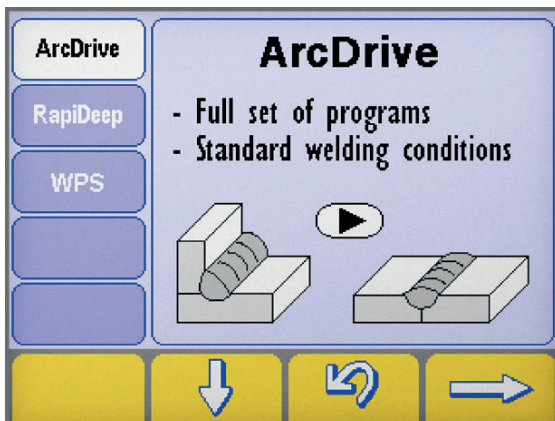 ArcDrive
RapiDeep
WPS
ArcDrive
- Full set of programs
- Standard welding conditions